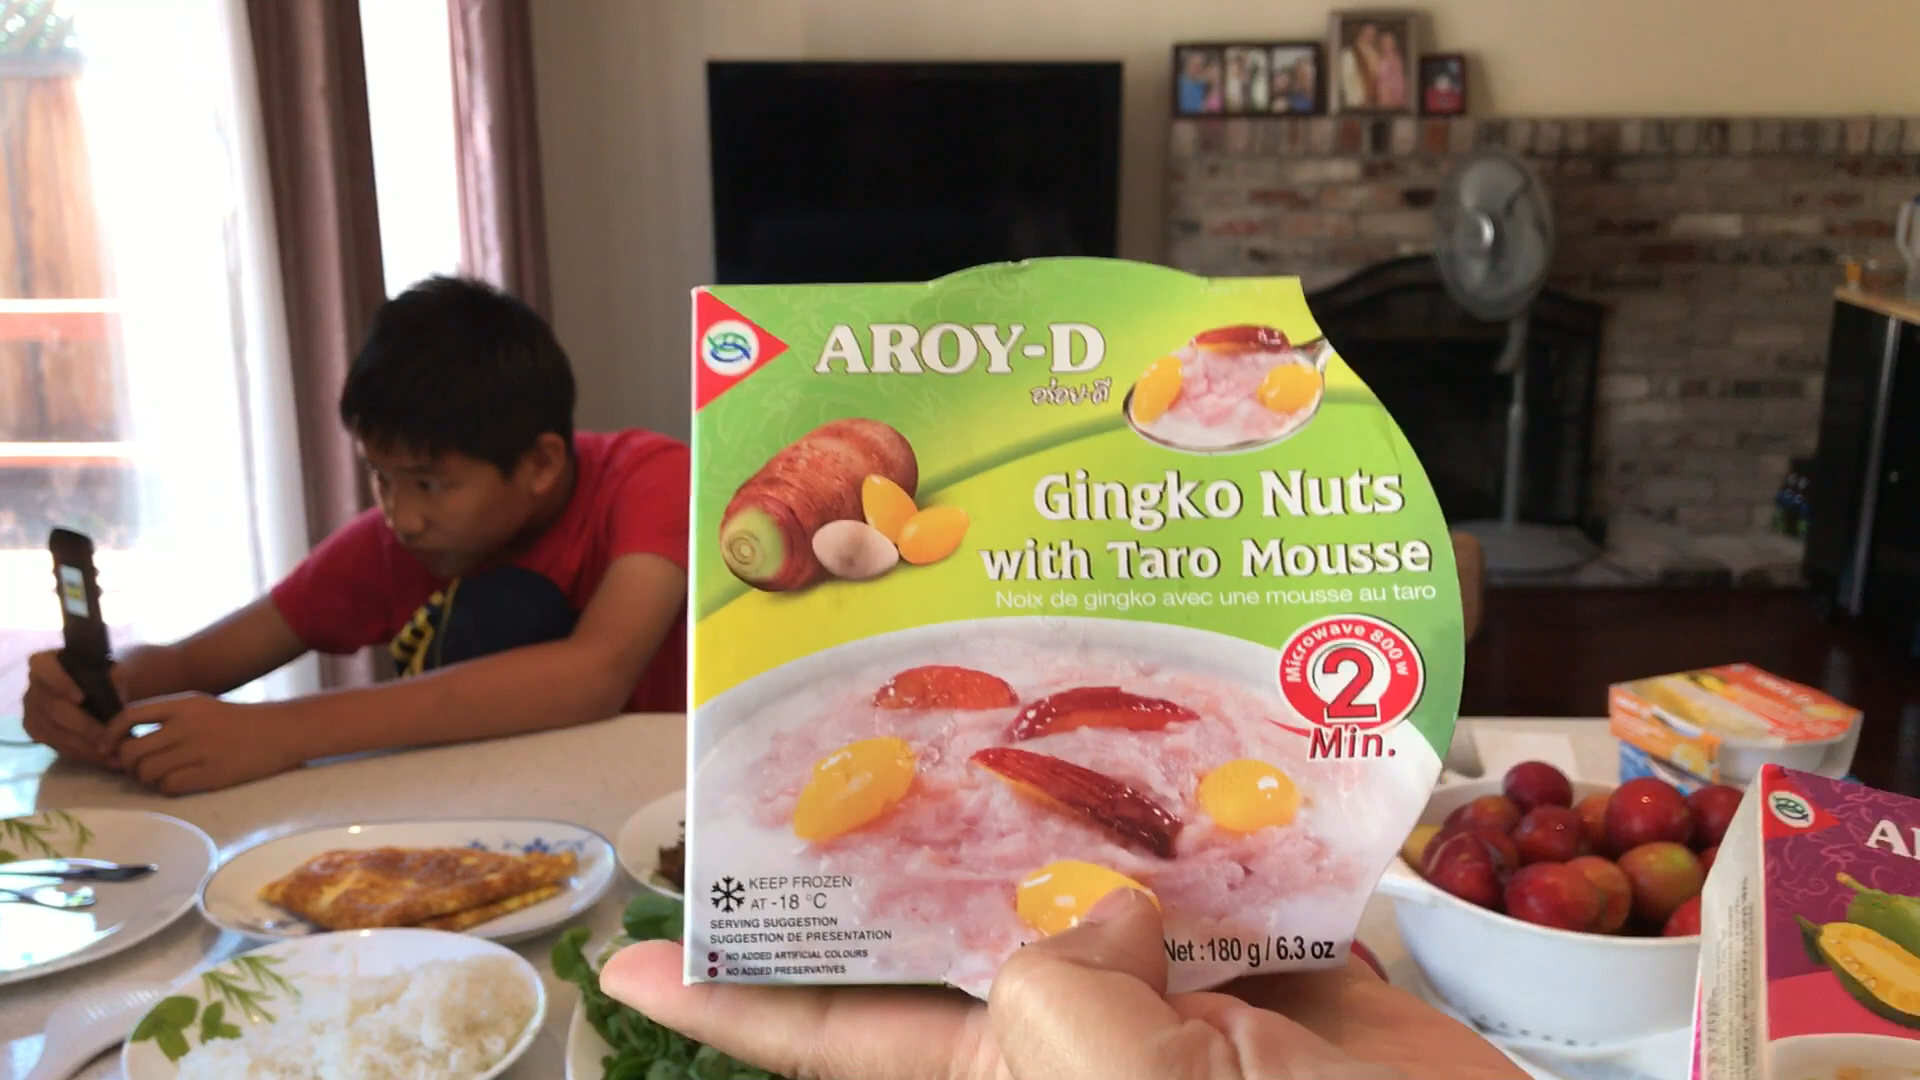 AROY-D
อร่อย-ดี
Gingko Nuts
with Taro Mousse
Noix de gingko avec une mousse au taro
Microwave 800 w
2
Min.
KEEP FROZEN
AT -18 °C
SERVING SUGGESTION
SUGGESTION DE PRESENTATION
NO ADDED ARTIFICIAL COLOURS
NO ADDED PRESERVATIVES
Net : 180 g / 6.3 oz